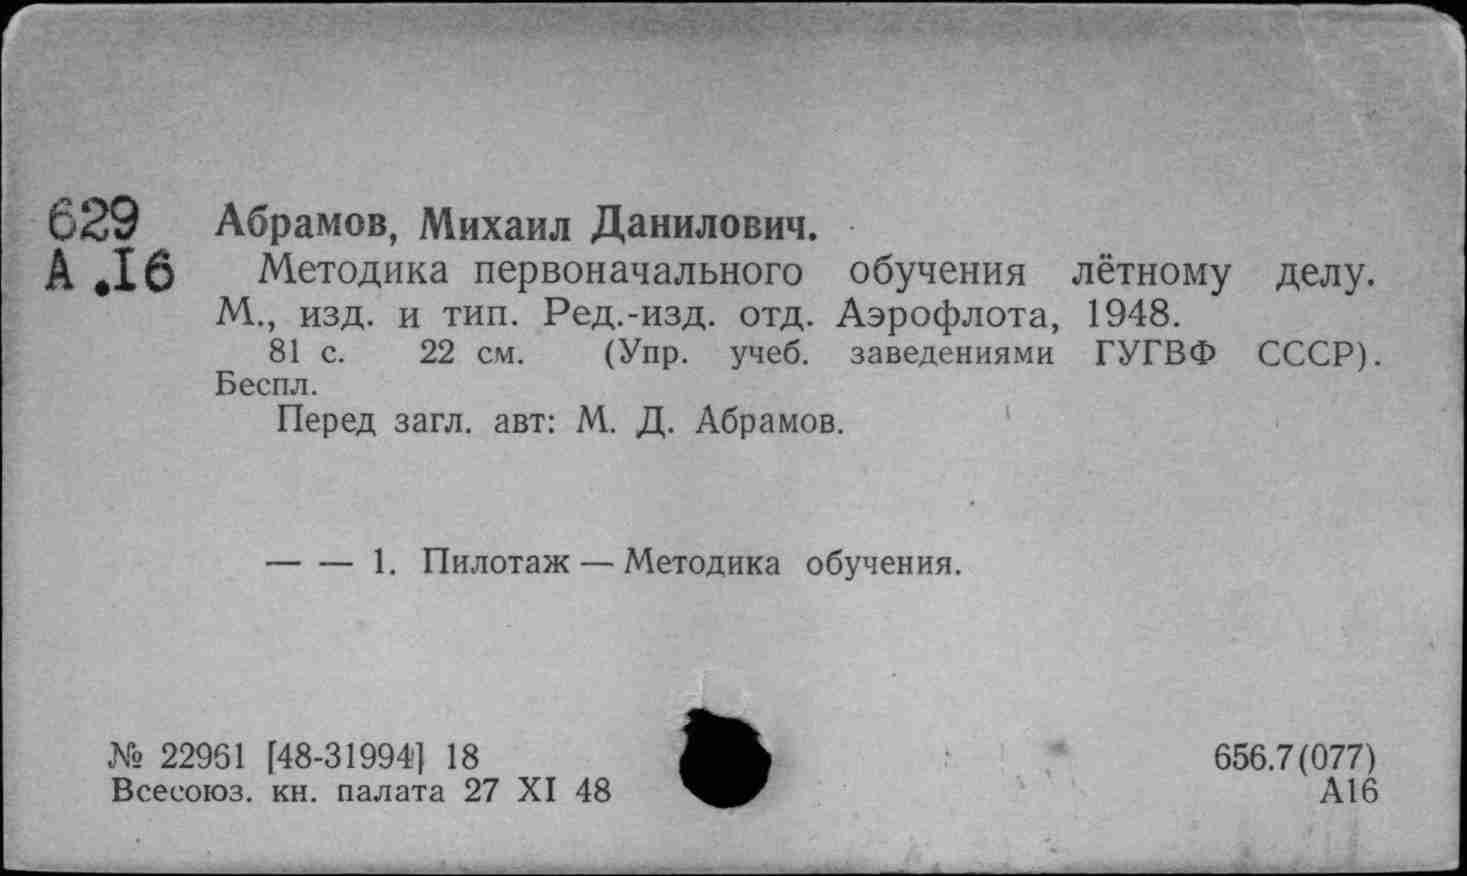 629 Абрамов, Михаил Данилович.
А .I6 Методика первоначального обучения лётному делу.
М., изд. и тип. Ред.-изд. отд. Аэрофлота, 1948.
81 с. 22 см. (Упр. учеб. заведениями ГУГВФ СССР).
Беспл.
Перед загл. авт: М. Д. Абрамов.
— — 1. Пилотаж — Методика обучения.
№ 22961 [48-31994] 18
656.7(077)
Всесоюз. кн. палата 27 XI 48
А16